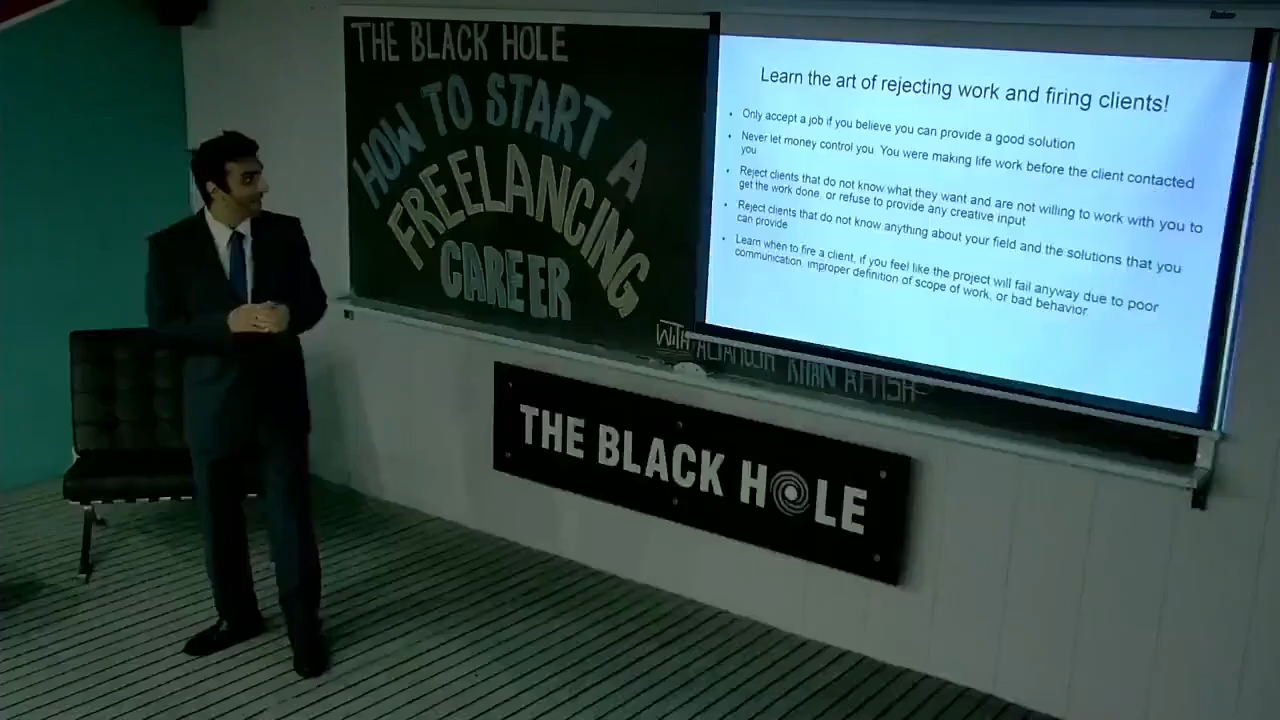 THE BLACK HOLE
HOW TO START A
FREELANCING
CAREER
Learn the art of rejecting work and firing clients!
• Only accept a job if you believe you can provide a good solution
• Never let money control you. You were making life work before the client contacted
you
• Reject clients that do not know what they want and are not willing to work with you to
get the work done, or refuse to provide any creative input
• Reject clients that do not know anything about your field and the solutions that you
can provide
• Learn when to fire a client, if you feel like the project will fail anyway due to poor
communication, improper definition of scope of work, or bad behavior
WITH KHAN
THE BLACK HOLE